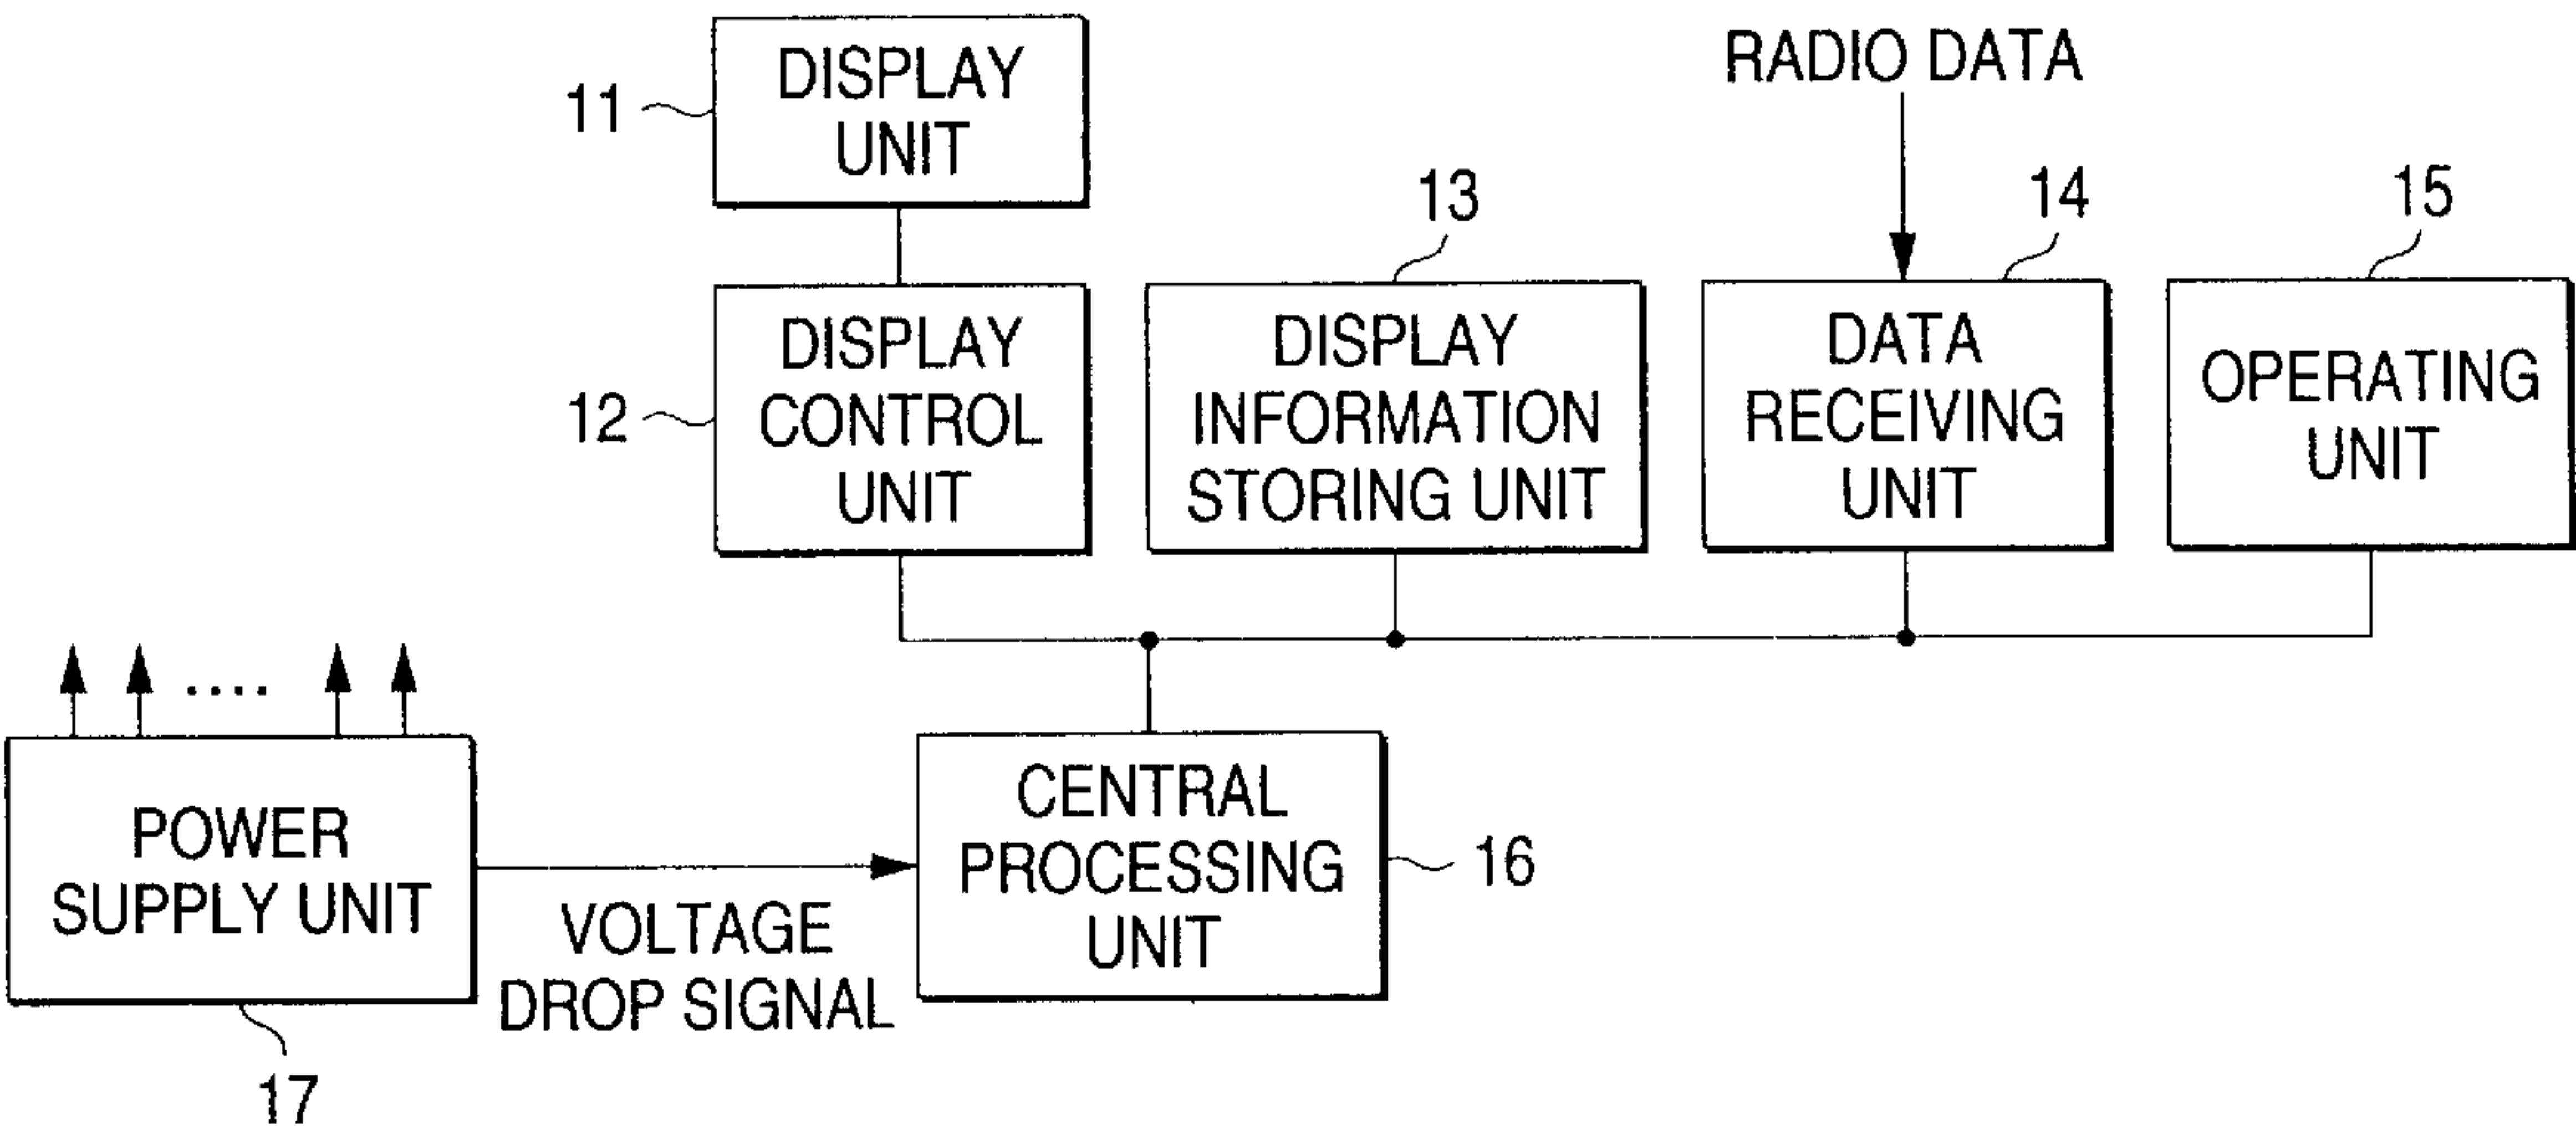 DISPLAY
UNIT
11
RADIO DATA
13
14
15
DISPLAY
CONTROL
UNIT
12
DISPLAY
INFORMATION
STORING UNIT
DATA
RECEIVING
UNIT
OPERATING
UNIT
....
POWER
SUPPLY UNIT
17
VOLTAGE
DROP SIGNAL
CENTRAL
PROCESSING
UNIT
16